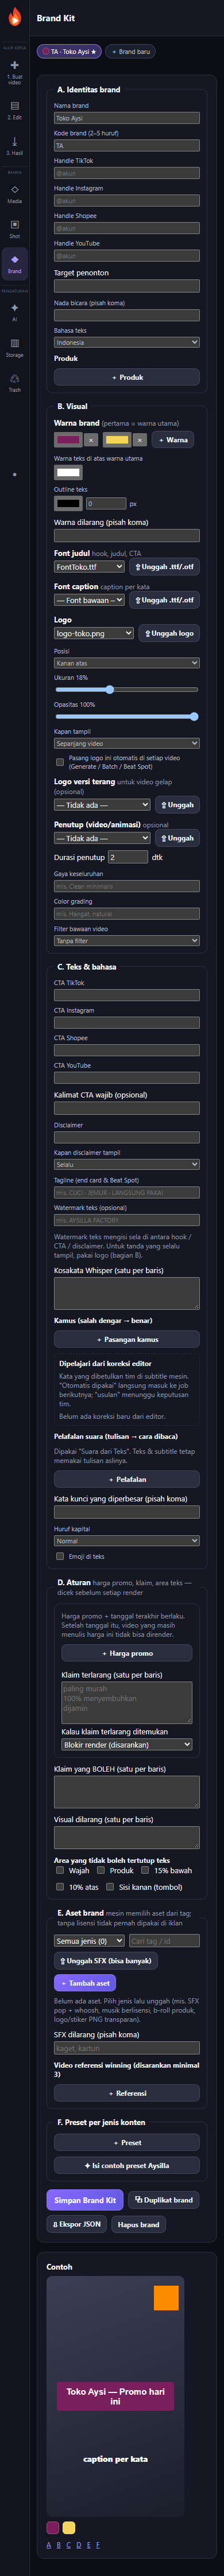 Brand Kit
ALUR KERJA
1. Buat video
2. Edit
3. Hasil
BAHAN
Media
Shot
Brand
PENGATURAN
AI
Storage
Trash
TA · Toko Aysi ★
+ Brand baru
A. Identitas brand
Nama brand
Toko Aysi
Kode brand (2–5 huruf)
TA
Handle TikTok
@akun
Handle Instagram
@akun
Handle Shopee
@akun
Handle YouTube
@akun
Target penonton
Nada bicara (pisah koma)
Bahasa teks
Indonesia
Produk
+ Produk
B. Visual
Warna brand (pertama = warna utama)
× × + Warna
Warna teks di atas warna utama
Outline teks
0 px
Warna dilarang (pisah koma)
Font judul hook, judul, CTA
FontToko.ttf
Unggah .ttf/.otf
Font caption caption per kata
— Font bawaan —
Unggah .ttf/.otf
Logo
logo-toko.png
Unggah logo
Posisi
Kanan atas
Ukuran 18%
Opasitas 100%
Kapan tampil
Sepanjang video
Pasang logo ini otomatis di setiap video
(Generate / Batch / Beat Spot)
Logo versi terang untuk video gelap
(opsional)
— Tidak ada —
Unggah
Penutup (video/animasi) opsional
— Tidak ada —
Unggah
Durasi penutup 2 dtk
Gaya keseluruhan
mis. Clean minimalis
Color grading
mis. Hangat, natural
Filter bawaan video
Tanpa filter
C. Teks & bahasa
CTA TikTok
CTA Instagram
CTA Shopee
CTA YouTube
Kalimat CTA wajib (opsional)
Disclaimer
Kapan disclaimer tampil
Selalu
Tagline (end card & Beat Spot)
mis. CUCI · JEMUR · LANGSUNG PAKAI
Watermark teks (opsional)
mis. AYSILLA FACTORY
Watermark teks mengisi sela di antara hook /
CTA / disclaimer. Untuk tanda yang selalu
tampil, pakai logo (bagian B).
Kosakata Whisper (satu per baris)
Kamus (salah dengar → benar)
+ Pasangan kamus
Dipelajari dari koreksi editor
Kata yang dibetulkan tim di subtitle mesin.
"Otomatis dipakai" langsung masuk ke job
berikutnya; "usulan" menunggu keputusan
tim.
Belum ada koreksi baru dari editor.
Pelafalan suara (tulisan → cara dibaca)
Dipakai "Suara dari Teks". Teks & subtitle tetap
memakai tulisan aslinya.
+ Pelafalan
Kata kunci yang diperbesar (pisah koma)
Huruf kapital
Normal
Emoji di teks
D. Aturan harga promo, klaim, area teks —
dicek sebelum setiap render
Harga promo + tanggal terakhir berlaku.
Setelah tanggal itu, video yang masih
menulis harga ini tidak bisa dirender.
+ Harga promo
Klaim terlarang (satu per baris)
paling murah
100% menyembuhkan
dijamin
Kalau klaim terlarang ditemukan
Blokir render (disarankan)
Klaim yang BOLEH (satu per baris)
Visual dilarang (satu per baris)
Area yang tidak boleh tertutup teks
Wajah Produk 15% bawah
10% atas Sisi kanan (tombol)
E. Aset brand mesin memilih aset dari tag;
tanpa lisensi tidak pernah dipakai di iklan
Semua jenis (0)
Cari tag / id
Unggah SFX (bisa banyak)
+ Tambah aset
Belum ada aset. Pilih jenis lalu unggah (mis. SFX
pop + whoosh, musik berlisensi, b-roll produk,
logo/stiker PNG transparan).
SFX dilarang (pisah koma)
kaget, kartun
Video referensi winning (disarankan minimal
3)
+ Referensi
F. Preset per jenis konten
+ Preset
Isi contoh preset Aysilla
Simpan Brand Kit
Duplikat brand
Ekspor JSON
Hapus brand
Contoh
Toko Aysi — Promo hari
ini
caption per kata
A B C D E F